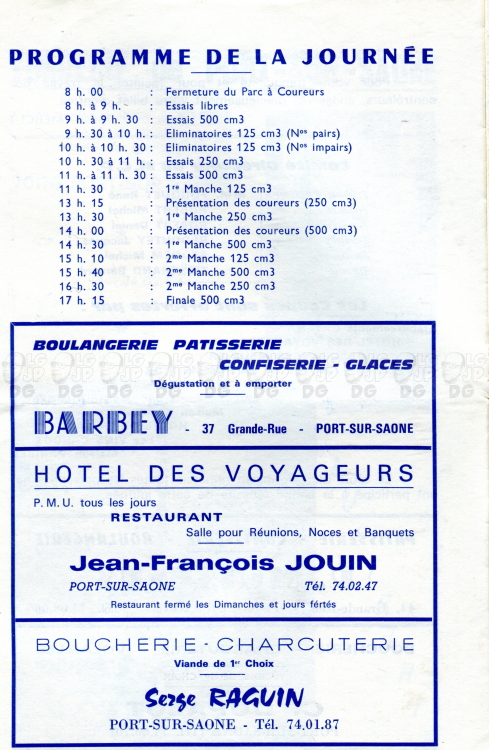 PROGRAMME DE LA JOURNÉE
8 h. 00 : Fermeture du Parc à Coureurs
8 h. à 9 h. : Essais libres
9 h. à 9 h. 30 : Essais 500 cm3
9 h. 30 à 10 h. : Eliminatoires 125 cm3 (Nos pairs)
10 h. à 10 h. 30 : Eliminatoires 125 cm3 (Nos impairs)
10 h. 30 à 11 h. : Essais 250 cm3
11 h. à 11 h. 30 : Essais 500 cm3
11 h. 30 : 1re Manche 125 cm3
13 h. 15 : Présentation des coureurs (250 cm3)
13 h. 30 : 1re Manche 250 cm3
14 h. 00 : Présentation des coureurs (500 cm3)
14 h. 30 : 1re Manche 500 cm3
15 h. 10 : 2me Manche 125 cm3
15 h. 40 : 2me Manche 500 cm3
16 h. 30 : 2me Manche 250 cm3
17 h. 15 : Finale 500 cm3
BOULANGERIE PATISSERIE
CONFISERIE - GLACES
Dégustation et à emporter
BARBEY - 37 Grande-Rue - PORT-SUR-SAONE
HOTEL DES VOYAGEURS
P.M.U. tous les jours
RESTAURANT
Salle pour Réunions, Noces et Banquets
Jean-François JOUIN
PORT-SUR-SAONE Tél. 74.02.47
Restaurant fermé les Dimanches et jours fértés
BOUCHERIE - CHARCUTERIE
Viande de 1er Choix
Serge RAGUIN
PORT-SUR-SAONE - Tél. 74.01.87